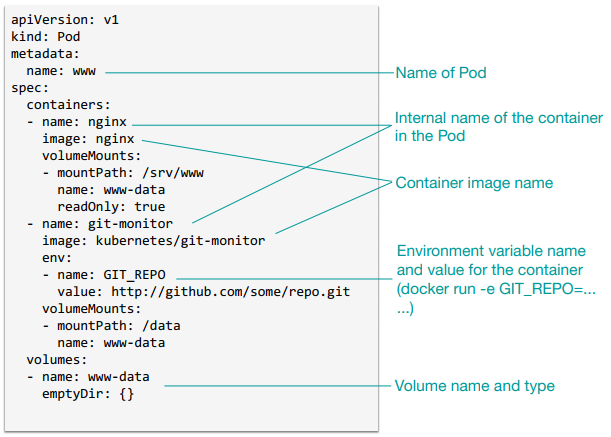 apiVersion: v1
kind: Pod
metadata:
  name: www
spec:
  containers:
  - name: nginx
    image: nginx
    volumeMounts:
    - mountPath: /srv/www
      name: www-data
      readOnly: true
  - name: git-monitor
    image: kubernetes/git-monitor
    env:
    - name: GIT_REPO
      value: http://github.com/some/repo.git
    volumeMounts:
    - mountPath: /data
      name: www-data
  volumes:
  - name: www-data
    emptyDir: {}
Name of Pod
Internal name of the container
in the Pod
Container image name
Environment variable name
and value for the container
(docker run -e GIT_REPO=...
...)
Volume name and type